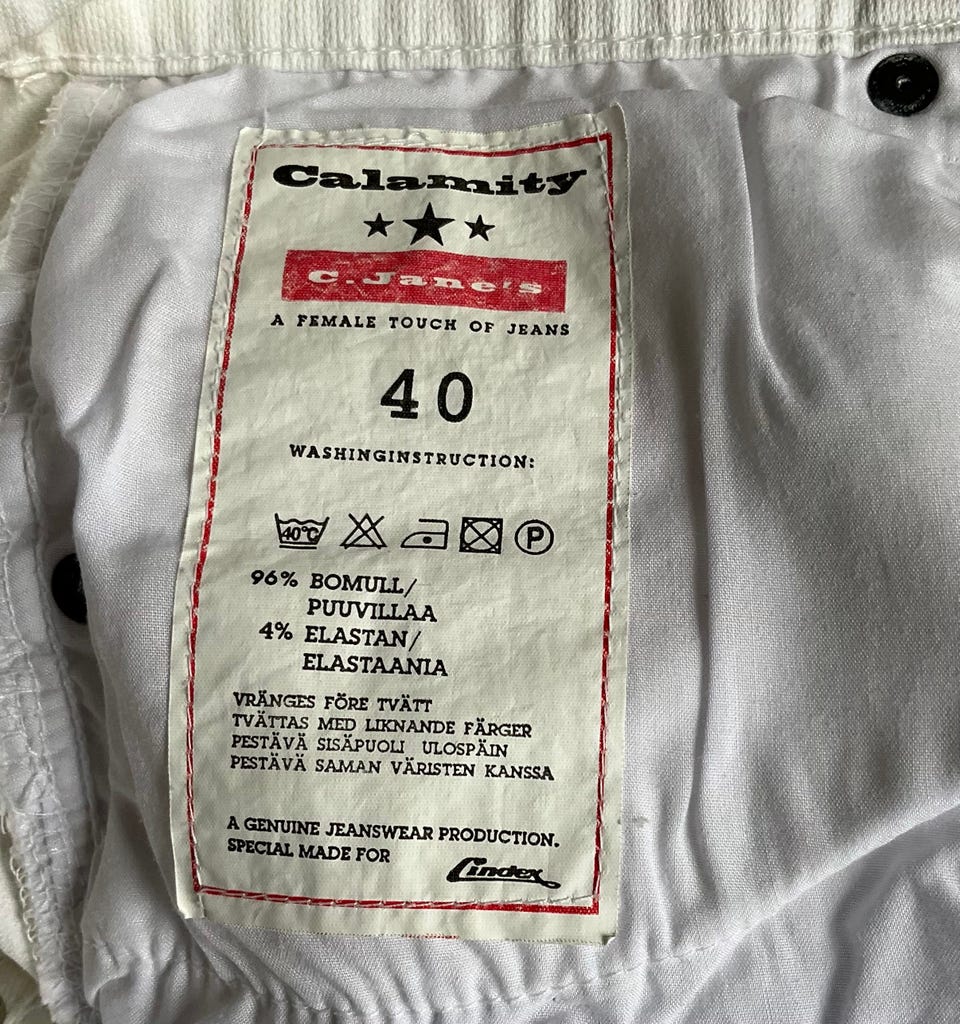 Calamity
C.Jane's
A FEMALE TOUCH OF JEANS
40
WASHINGINSTRUCTION:
40°C P
96% BOMULL/
PUUVILLAA
4% ELASTAN/
ELASTAANIA
VRÄNGES FÖRE TVÄTT
TVÄTTAS MED LIKNANDE FÄRGER
PESTÄVÄ SISÄPUOLI ULOSPÄIN
PESTÄVÄ SAMAN VÄRISTEN KANSSA
A GENUINE JEANSWEAR PRODUCTION.
SPECIAL MADE FOR Lindex